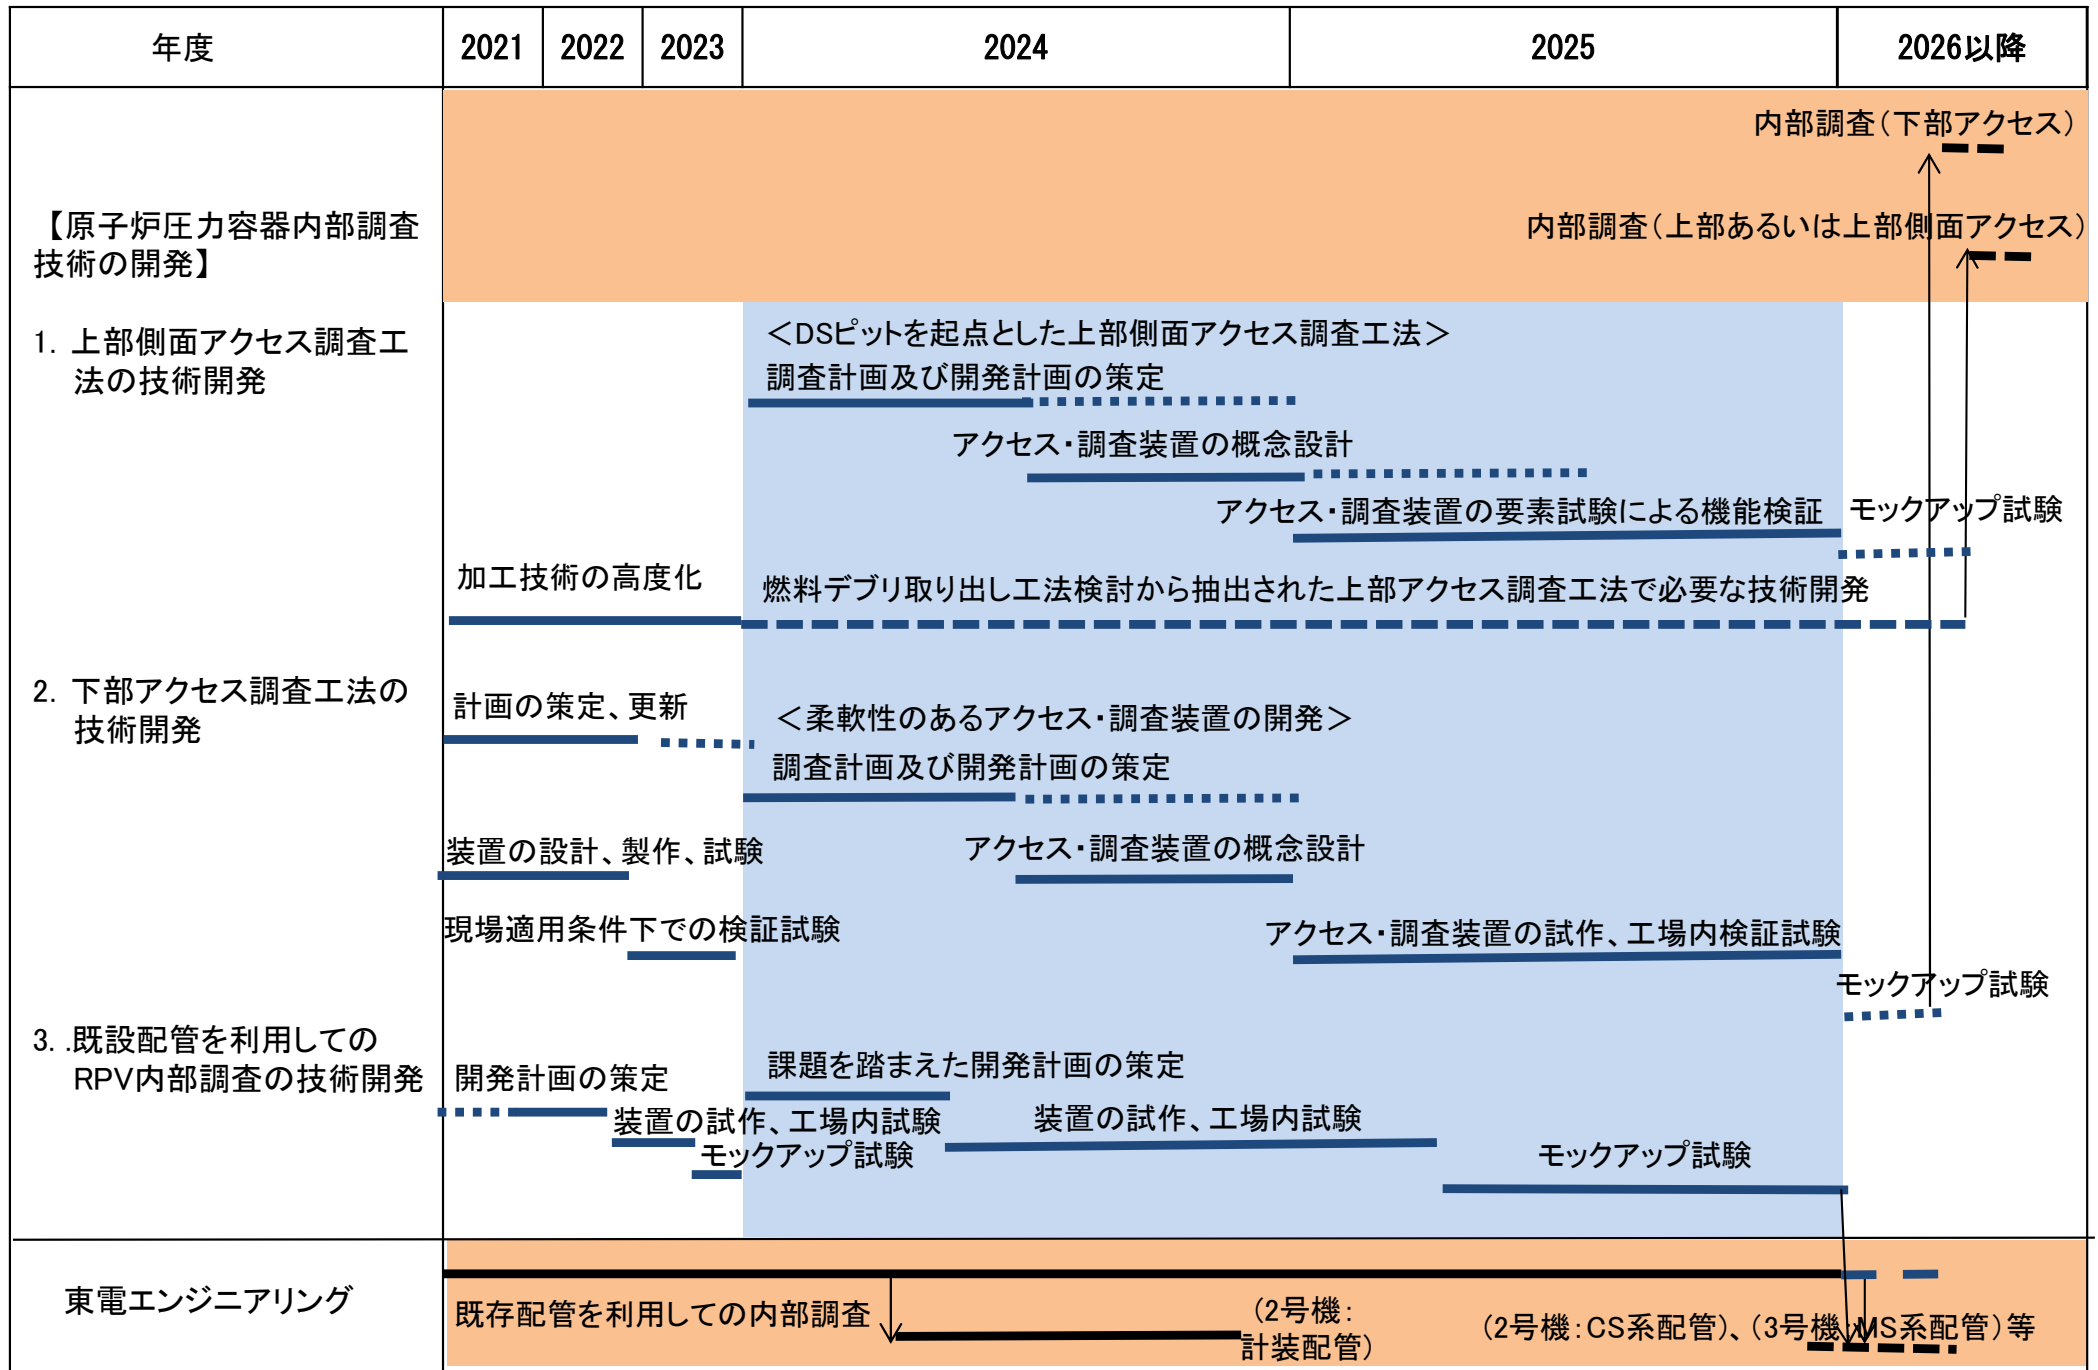 年度
2021
2022
2023
2024
2025
2026以降
内部調査(下部アクセス)
内部調査(上部あるいは上部側面アクセス)
【原子炉圧力容器内部調査
技術の開発】
1. 上部側面アクセス調査工
法の技術開発
<DSピットを起点とした上部側面アクセス調査工法>
調査計画及び開発計画の策定
アクセス・調査装置の概念設計
アクセス・調査装置の要素試験による機能検証
モックアップ試験
加工技術の高度化
燃料デブリ取り出し工法検討から抽出された上部アクセス調査工法で必要な技術開発
2. 下部アクセス調査工法の
技術開発
計画の策定、更新
<柔軟性のあるアクセス・調査装置の開発>
調査計画及び開発計画の策定
装置の設計、製作、試験
アクセス・調査装置の概念設計
現場適用条件下での検証試験
アクセス・調査装置の試作、工場内検証試験
モックアップ試験
3. .既設配管を利用しての
RPV内部調査の技術開発
開発計画の策定
課題を踏まえた開発計画の策定
装置の試作、工場内試験
装置の試作、工場内試験
モックアップ試験
モックアップ試験
東電エンジニアリング
既存配管を利用しての内部調査
(2号機:
計装配管)
(2号機:CS系配管)、(3号機:MS系配管)等